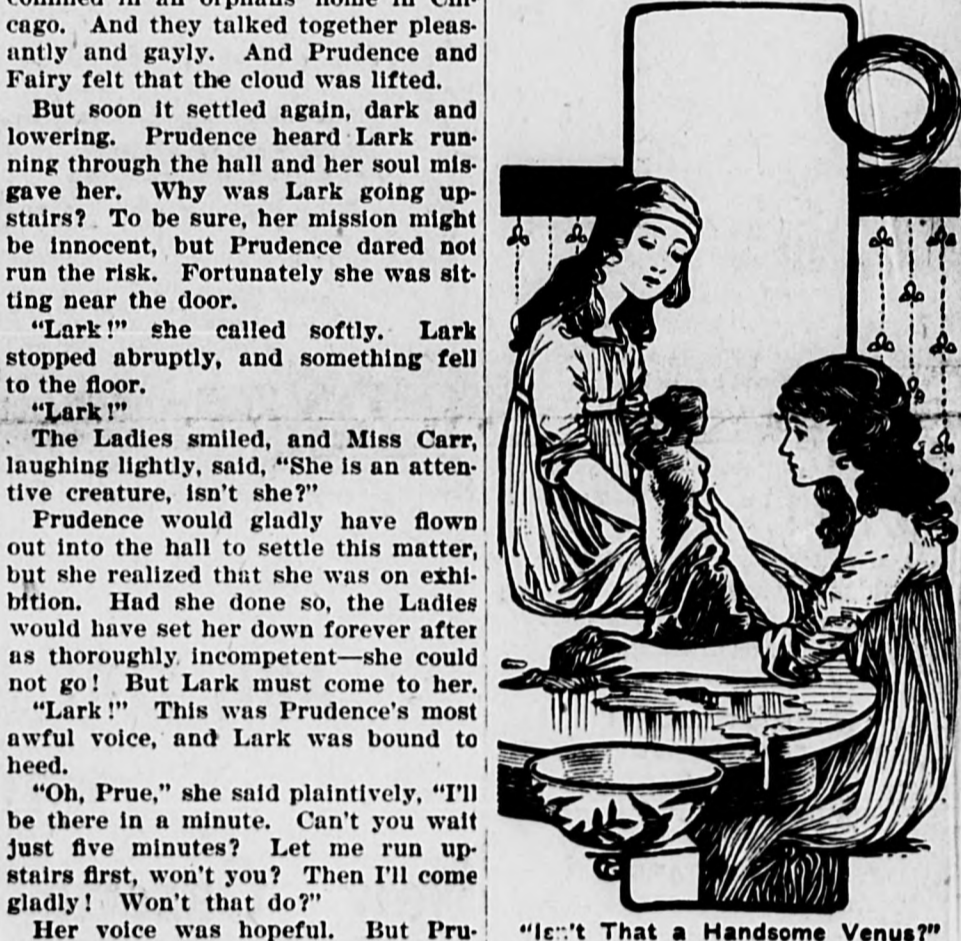 confined in an orphans' home in Chi-
cago. And they talked together pleas-
antly and gayly. And Prudence and
Fairy felt that the cloud was lifted.
But soon it settled again, dark and
lowering. Prudence heard Lark run-
ning through the hall and her soul mis-
gave her. Why was Lark going up-
stairs? To be sure, her mission might
be innocent, but Prudence dared not
run the risk. Fortunately she was sit-
ting near the door.
"Lark!" she called softly. Lark
stopped abruptly, and something fell
to the floor.
"Lark!"
The Ladies smiled, and Miss Carr,
laughing lightly, said, "She is an atten-
tive creature, isn't she?"
Prudence would gladly have flown
out into the hall to settle this matter,
but she realized that she was on exhi-
bition. Had she done so, the Ladies
would have set her down forever after
as thoroughly incompetent—she could
not go! But Lark must come to her.
"Lark!" This was Prudence's most
awful voice, and Lark was bound to
heed.
"Oh, Prue," she said plaintively, "I'll
be there in a minute. Can't you wait
just five minutes? Let me run up-
stairs first, won't you? Then I'll come
gladly! Won't that do?"
Her voice was hopeful. But Pru-
"Isn't That a Handsome Venus?"